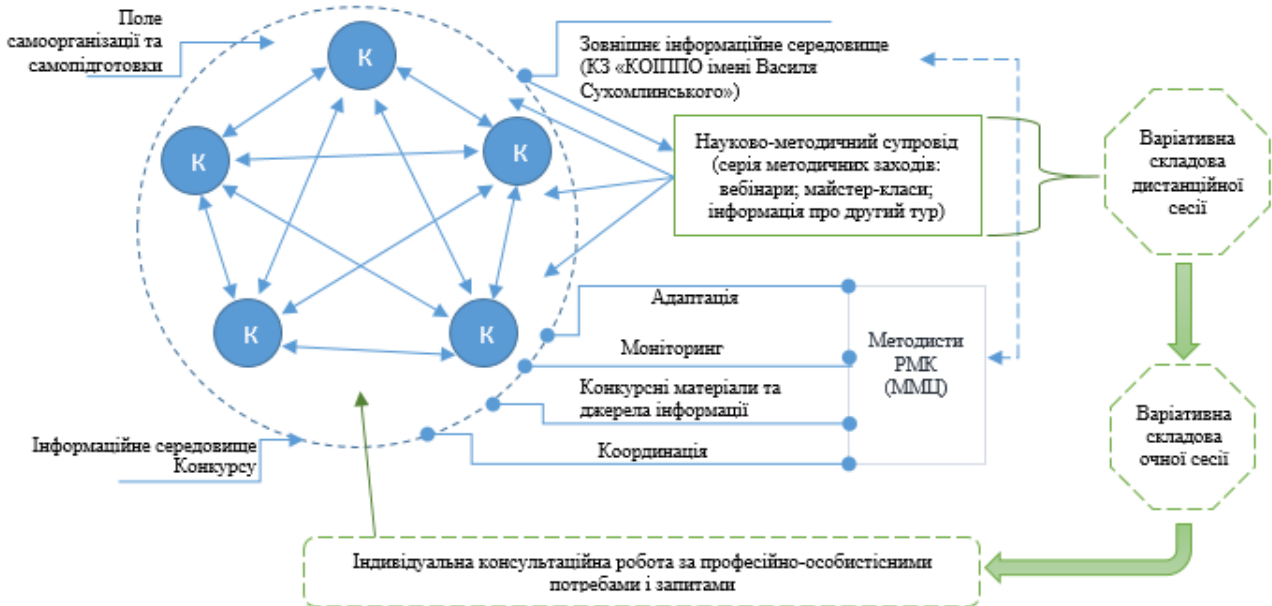 Поле
самоорганізації та
самопідготовки
К
К
К
К
К
Зовнішнє інформаційне середовище
(КЗ «КОІППО імені Василя
Сухомлинського»)
Науково-методичний супровід
(серія методичних заходів:
вебінари; майстер-класи;
інформація про другий тур)
Варіативна
складова
дистанційної
сесії
Адаптація
Моніторинг
Конкурсні матеріали та
джерела інформації
Координація
Методисти
РМК
(ММЦ)
Варіативна
складова
очної сесії
Інформаційне середовище
Конкурсу
Індивідуальна консультаційна робота за професійно-особистісними
потребами і запитами